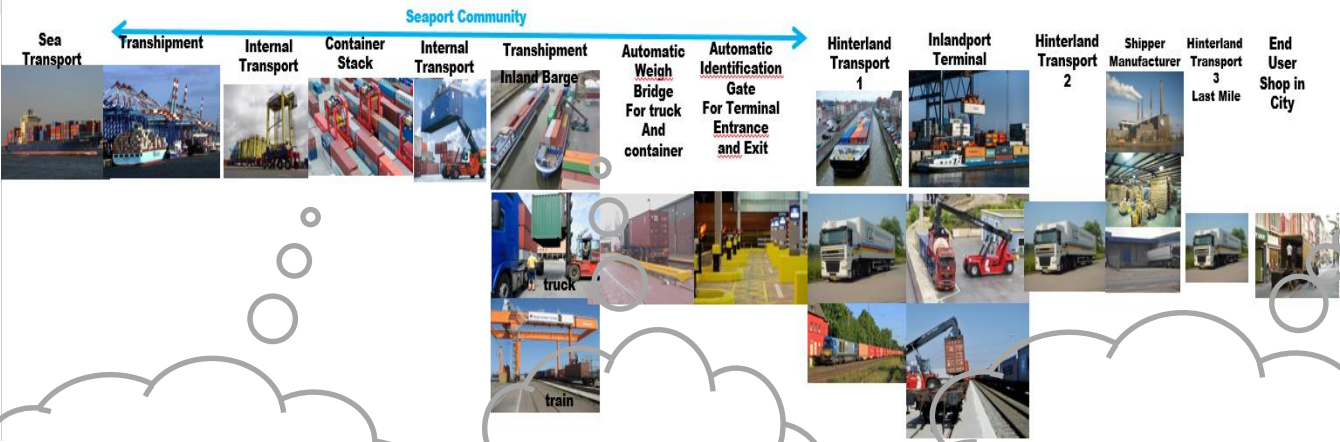 Seaport Community
Sea
Transport
Transhipment
Internal
Transport
Container
Stack
Internal
Transport
Transhipment
Inland Barge
truck
train
Automatic
Weigh
Bridge
For truck
And
container
Automatic
Identification
Gate
For Terminal
Entrance
and Exit
Hinterland
Transport
1
Inlandport
Terminal
Hinterland
Transport
2
Shipper
Manufacturer
Hinterland
Transport
3
Last Mile
End
User
Shop in
City